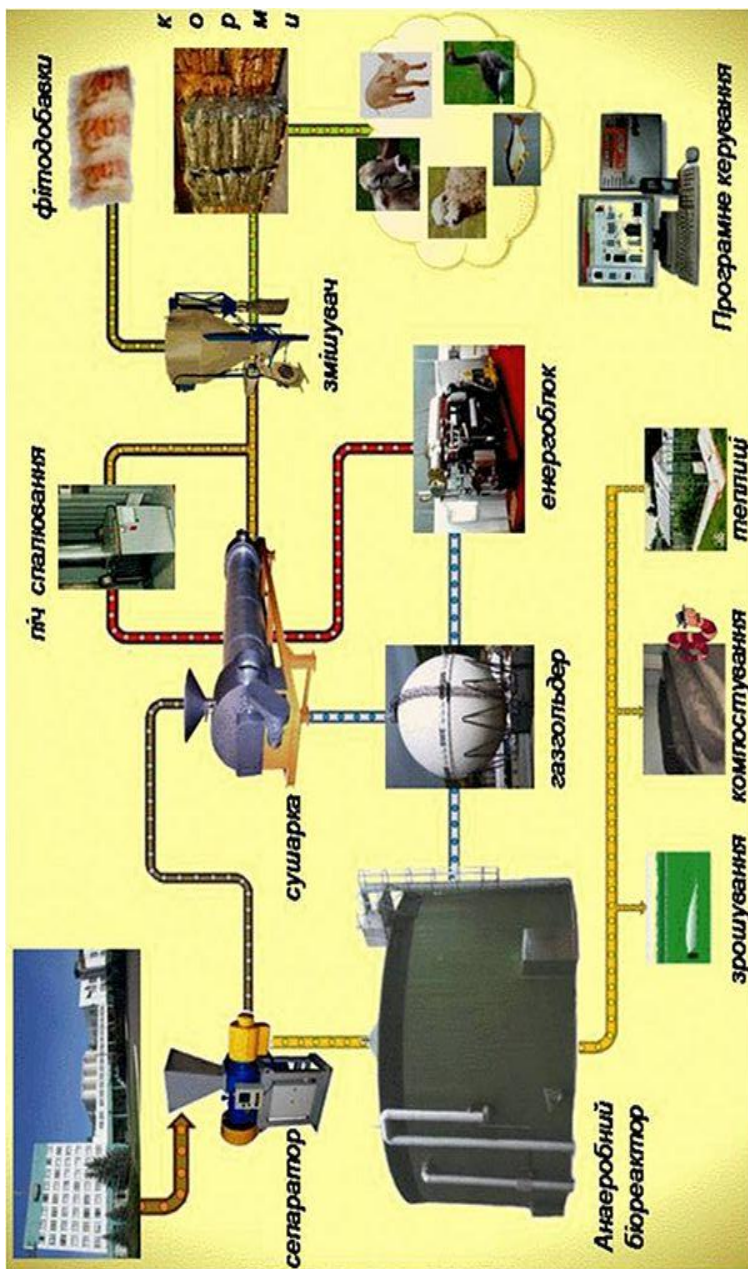 сепаратор
сушарка
піч спалювання
змішувач
фітодобавки
корми
Анаеробний
біореактор
газгольдер
енергоблок
зрошування
компостування
теплиці
Програмне керування